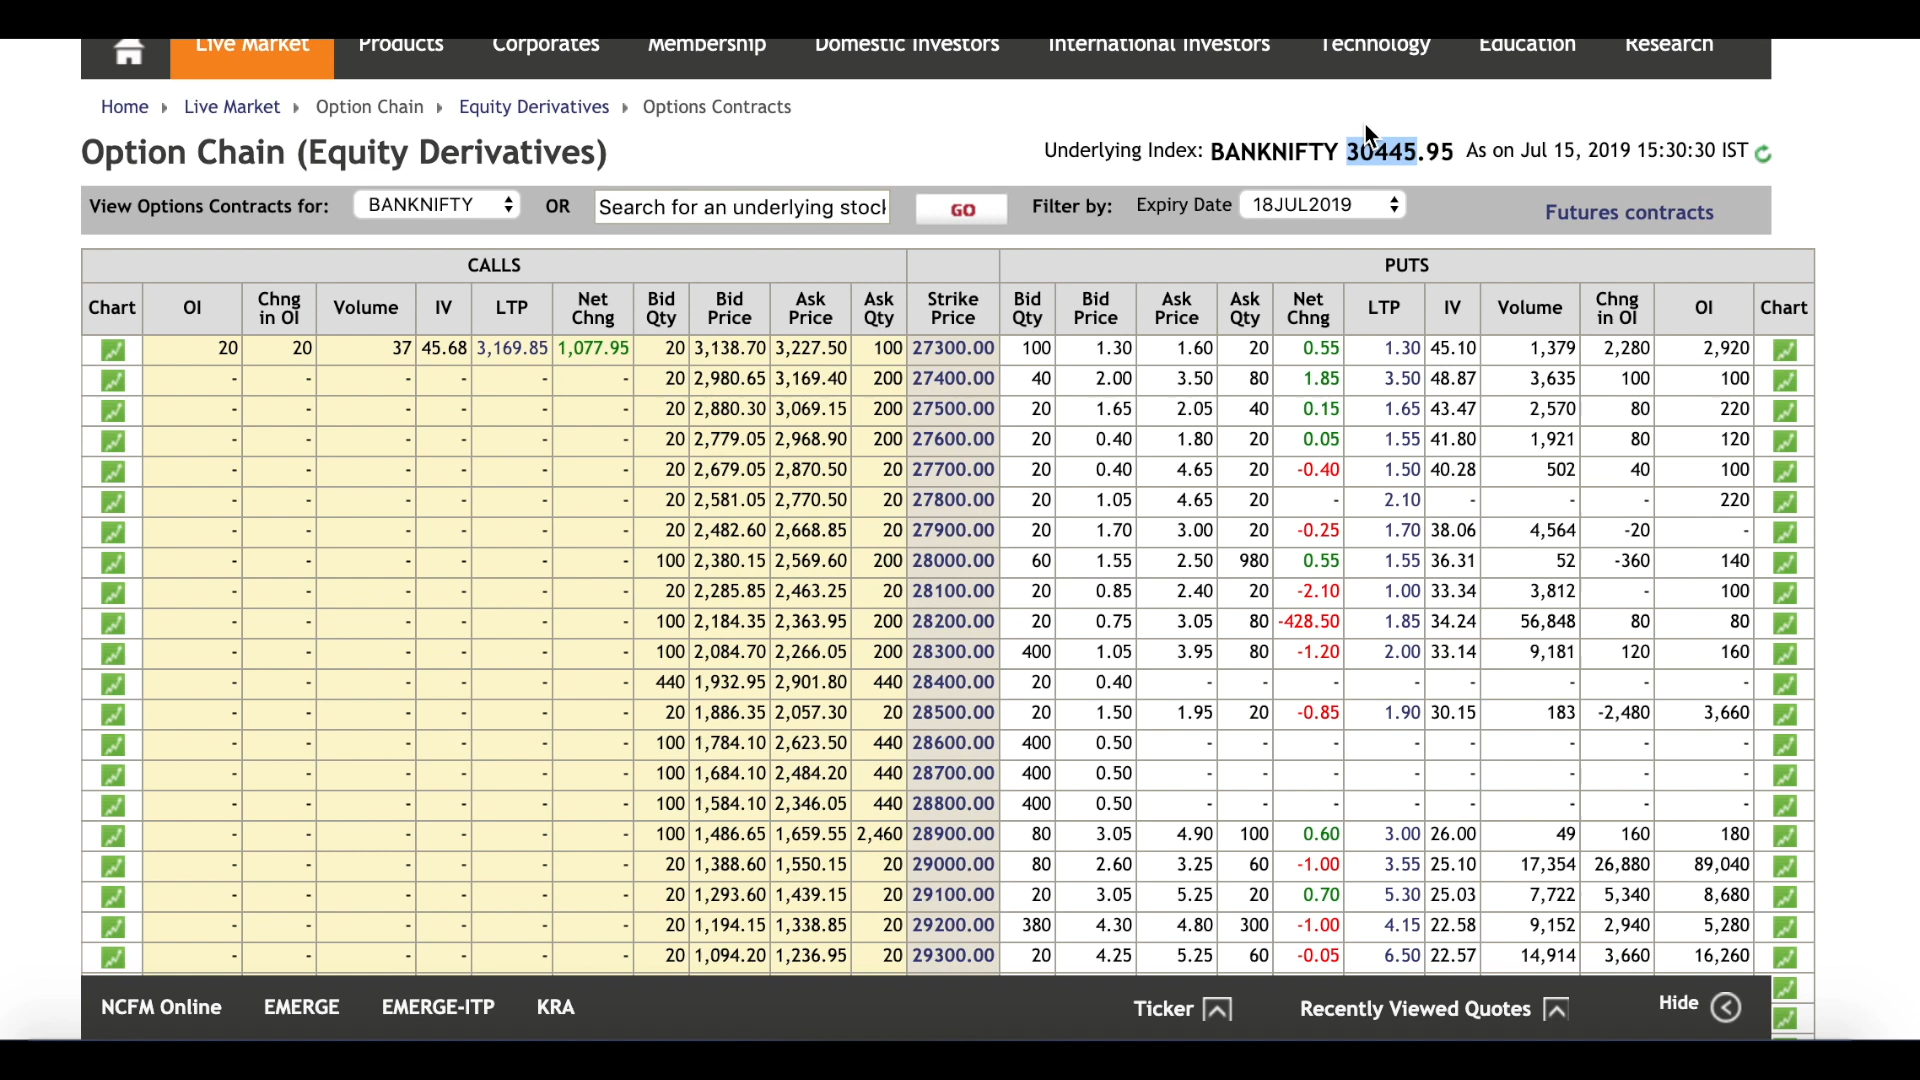 Live Market Products Corporates Membership Domestic Investors International Investors Technology Education Research
Home Live Market Option Chain Equity Derivatives Options Contracts
Option Chain (Equity Derivatives) Underlying Index: BANKNIFTY 30445.95 As on Jul 15, 2019 15:30:30 IST
View Options Contracts for: BANKNIFTY OR Search for an underlying stock GO Filter by: Expiry Date 18JUL2019 Futures contracts
CALLS PUTS
Chart OI Chng in OI Volume IV LTP Net Chng Bid Qty Bid Price Ask Price Ask Qty Strike Price Bid Qty Bid Price Ask Price Ask Qty Net Chng LTP IV Volume Chng in OI OI Chart
20 20 37 45.68 3,169.85 1,077.95 20 3,138.70 3,227.50 100 27300.00 100 1.30 1.60 20 0.55 1.30 45.10 1,379 2,280 2,920
- - - - - - 20 2,980.65 3,169.40 200 27400.00 40 2.00 3.50 80 1.85 3.50 48.87 3,635 100 100
- - - - - - 20 2,880.30 3,069.15 200 27500.00 20 1.65 2.05 40 0.15 1.65 43.47 2,570 80 220
- - - - - - 20 2,779.05 2,968.90 200 27600.00 20 0.40 1.80 20 0.05 1.55 41.80 1,921 80 120
- - - - - - 20 2,679.05 2,870.50 20 27700.00 20 0.40 4.65 20 -0.40 1.50 40.28 502 40 100
- - - - - - 20 2,581.05 2,770.50 20 27800.00 20 1.05 4.65 20 - 2.10 - - - 220
- - - - - - 20 2,482.60 2,668.85 20 27900.00 20 1.70 3.00 20 -0.25 1.70 38.06 4,564 -20 -
- - - - - - 100 2,380.15 2,569.60 200 28000.00 60 1.55 2.50 980 0.55 1.55 36.31 52 -360 140
- - - - - - 20 2,285.85 2,463.25 20 28100.00 20 0.85 2.40 20 -2.10 1.00 33.34 3,812 - 100
- - - - - - 100 2,184.35 2,363.95 200 28200.00 20 0.75 3.05 80 -428.50 1.85 34.24 56,848 80 80
- - - - - - 100 2,084.70 2,266.05 200 28300.00 400 1.05 3.95 80 -1.20 2.00 33.14 9,181 120 160
- - - - - - 440 1,932.95 2,901.80 440 28400.00 20 0.40 - - - - - - - -
- - - - - - 20 1,886.35 2,057.30 20 28500.00 20 1.50 1.95 20 -0.85 1.90 30.15 183 -2,480 3,660
- - - - - - 100 1,784.10 2,623.50 440 28600.00 400 0.50 - - - - - - - -
- - - - - - 100 1,684.10 2,484.20 440 28700.00 400 0.50 - - - - - - - -
- - - - - - 100 1,584.10 2,346.05 440 28800.00 400 0.50 - - - - - - - -
- - - - - - 100 1,486.65 1,659.55 2,460 28900.00 80 3.05 4.90 100 0.60 3.00 26.00 49 160 180
- - - - - - 20 1,388.60 1,550.15 20 29000.00 80 2.60 3.25 60 -1.00 3.55 25.10 17,354 26,880 89,040
- - - - - - 20 1,293.60 1,439.15 20 29100.00 20 3.05 5.25 20 0.70 5.30 25.03 7,722 5,340 8,680
- - - - - - 20 1,194.15 1,338.85 20 29200.00 380 4.30 4.80 300 -1.00 4.15 22.58 9,152 2,940 5,280
- - - - - - 20 1,094.20 1,236.95 20 29300.00 20 4.25 5.25 60 -0.05 6.50 22.57 14,914 3,660 16,260
NCFM Online EMERGE EMERGE-ITP KRA Ticker Recently Viewed Quotes Hide